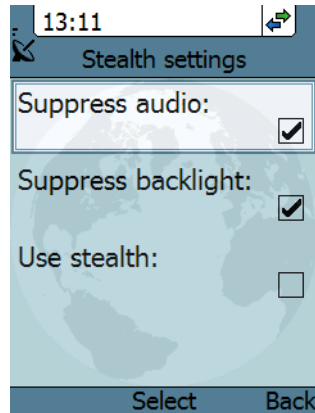 13:11
Stealth settings
Suppress audio:
Suppress backlight:
Use stealth:
Select Back